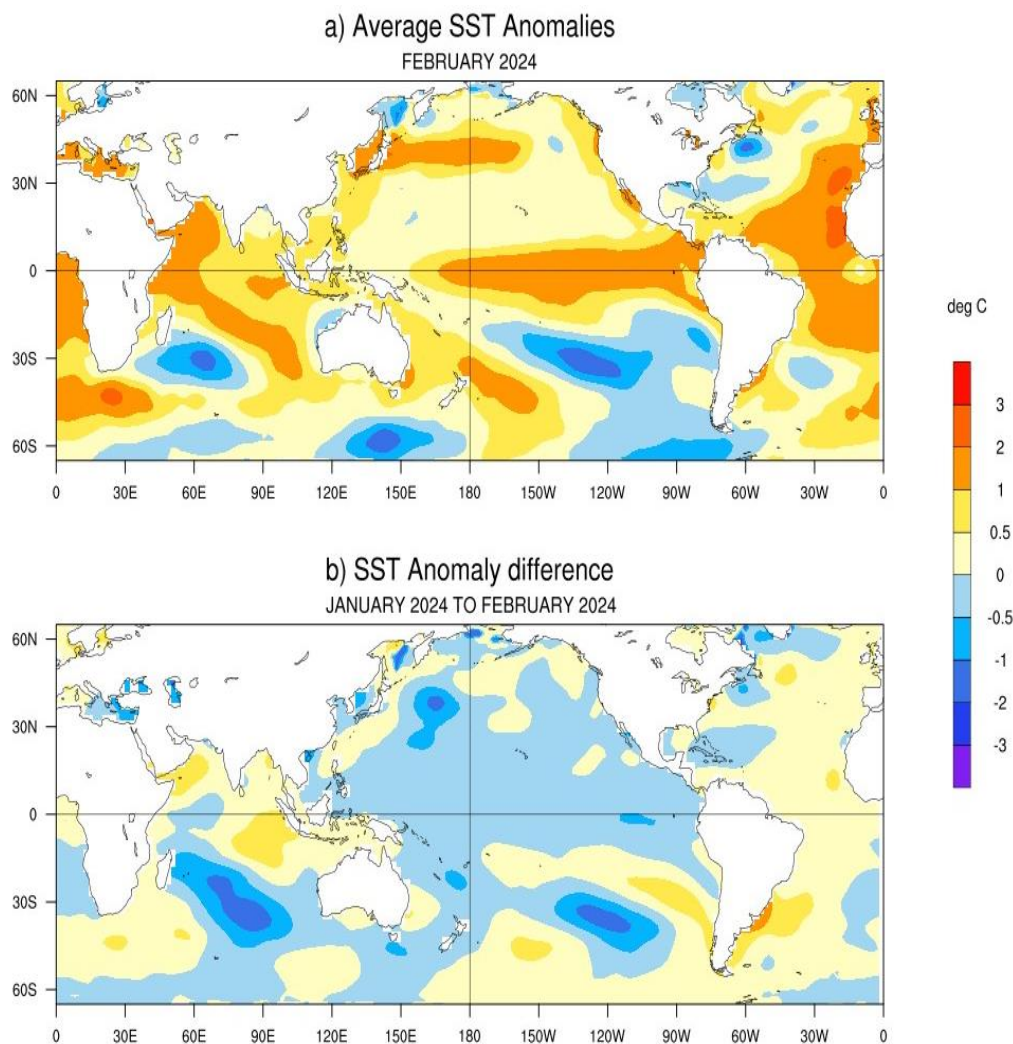 a) Average SST Anomalies
FEBRUARY 2024
60N
30N
0
30S
60S
0 30E 60E 90E 120E 150E 180 150W 120W 90W 60W 30W 0
b) SST Anomaly difference
JANUARY 2024 TO FEBRUARY 2024
60N
30N
0
30S
60S
0 30E 60E 90E 120E 150E 180 150W 120W 90W 60W 30W 0
deg C
3
2
1
0.5
0
-0.5
-1
-2
-3